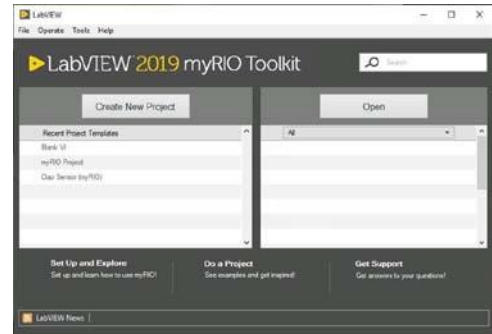 LabVIEW
File Operate Tools Help
LabVIEW 2019 myRIO Toolkit
Search
Create New Project
Open
Recent Project Templates
All
Blank VI
myRIO Project
(myRIO)
Set Up and Explore
Do a Project
Get Support
Set up and learn how to use myRIO!
See examples and get inspired!
Get answers to your questions!
LabVIEW News